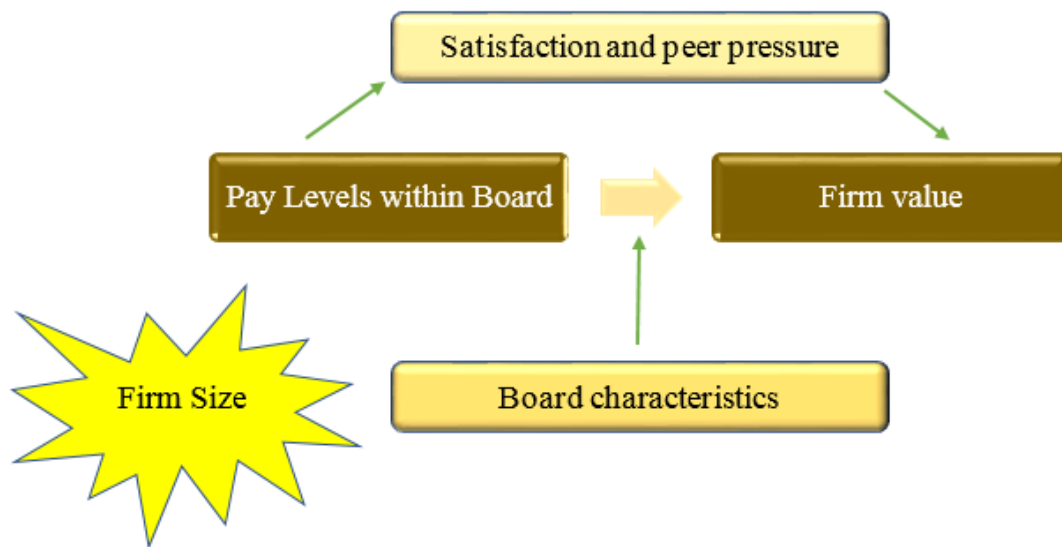 Satisfaction and peer pressure
Pay Levels within Board
Firm value
Firm Size
Board characteristics